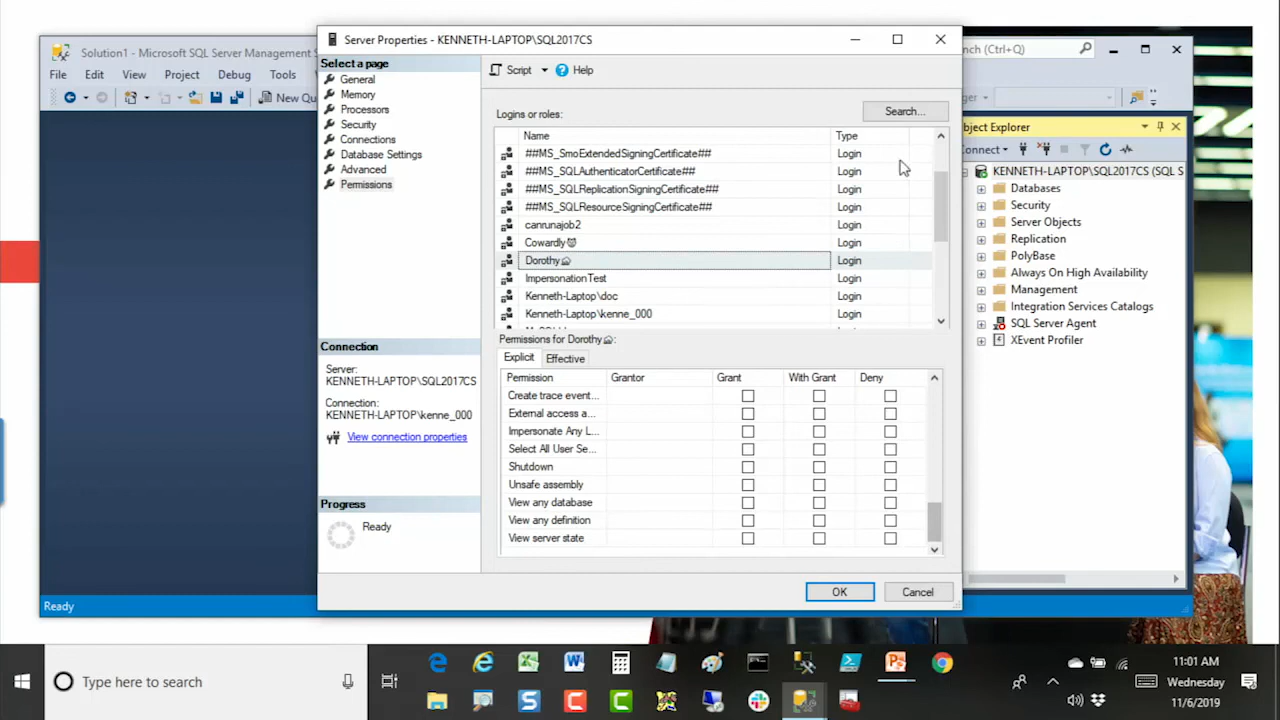 Solution1 - Microsoft SQL Server Management S
File Edit View Project Debug Tools
New Qu
Server Properties - KENNETH-LAPTOP\SQL2017CS
Select a page
General
Memory
Processors
Security
Connections
Database Settings
Advanced
Permissions
Connection
Server:
KENNETH-LAPTOP\SQL2017CS
Connection:
KENNETH-LAPTOP\kenne_000
View connection properties
Progress
Ready
Script Help
Logins or roles: Search...
Name Type
##MS_SmoExtendedSigningCertificate## Login
##MS_SQLAuthenticatorCertificate## Login
##MS_SQLReplicationSigningCertificate## Login
##MS_SQLResourceSigningCertificate## Login
canrunajob2 Login
Cowardly Login
Dorothy Login
ImpersonationTest Login
Kenneth-Laptop\doc Login
Kenneth-Laptop\kenne_000 Login
Permissions for Dorothy :
Explicit Effective
Permission Grantor Grant With Grant Deny
Create trace event...
External access a...
Impersonate Any L...
Select All User Se...
Shutdown
Unsafe assembly
View any database
View any definition
View server state
OK Cancel
nch (Ctrl+Q)
ger
bject Explorer
onnect
KENNETH-LAPTOP\SQL2017CS (SQL S
Databases
Security
Server Objects
Replication
PolyBase
Always On High Availability
Management
Integration Services Catalogs
SQL Server Agent
XEvent Profiler
Ready
Type here to search
11:01 AM
Wednesday
11/6/2019